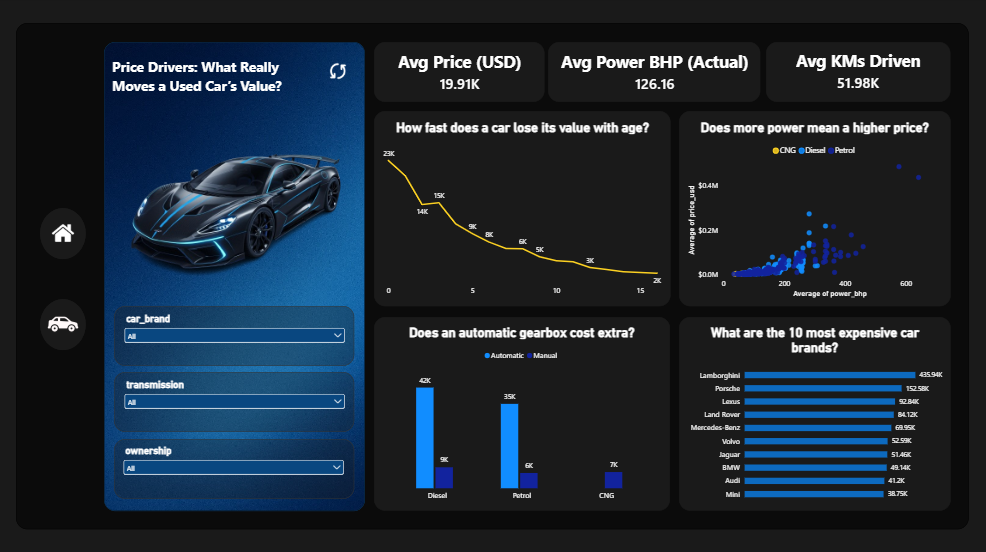 Price Drivers: What Really
Moves a Used Car's Value?
car_brand
All
transmission
All
ownership
All
Avg Price (USD)
19.91K
Avg Power BHP (Actual)
126.16
Avg KMs Driven
51.98K
How fast does a car lose its value with age?
23K
14K
15K
9K
8K
6K
5K
3K
2K
0
5
10
15
Does more power mean a higher price?
CNG Diesel Petrol
Average of price_usd
$0.4M
$0.2M
$0.0M
0
200
400
600
Average of power_bhp
Does an automatic gearbox cost extra?
Automatic Manual
42K
9K
35K
6K
7K
Diesel
Petrol
CNG
What are the 10 most expensive car
brands?
Lamborghini 435.94K
Porsche 152.58K
Lexus 92.84K
Land Rover 84.12K
Mercedes-Benz 69.95K
Volvo 52.59K
Jaguar 51.46K
BMW 49.14K
Audi 41.2K
Mini 38.75K